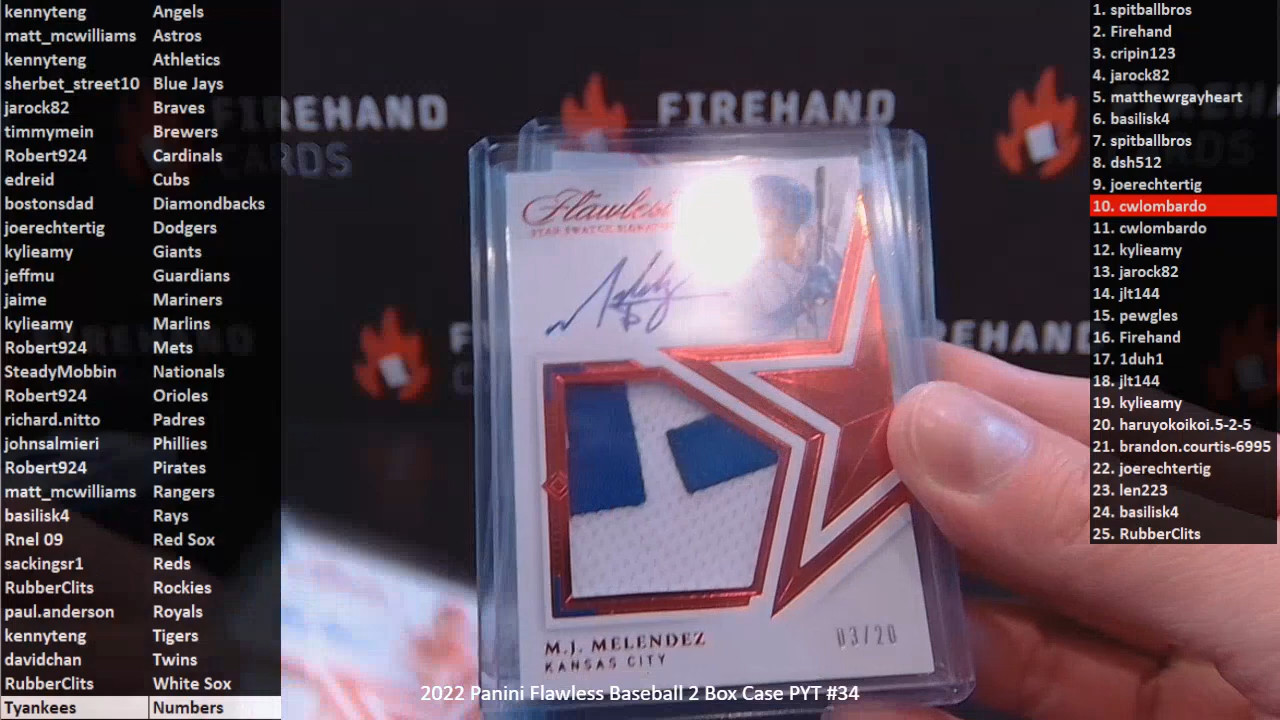 kennyteng Angels
matt_mcwilliams Astros
kennyteng Athletics
sherbet_street10 Blue Jays
jarock82 Braves
timmymein Brewers
Robert924 Cardinals
edreid Cubs
bostonsdad Diamondbacks
joerechtertig Dodgers
kylieamy Giants
jeffmu Guardians
jaime Mariners
kylieamy Marlins
Robert924 Mets
SteadyMobbin Nationals
Robert924 Orioles
richard.nitto Padres
johnsalmieri Phillies
Robert924 Pirates
matt_mcwilliams Rangers
basilisk4 Rays
Rnel 09 Red Sox
sackingsr1 Reds
RubberClits Rockies
paul.anderson Royals
kennyteng Tigers
davidchan Twins
RubberClits White Sox
Tyankees Numbers
FIREHAND
CARDS
FIREHAND
FIREHAND
Flawless
STAR SWATCH SIGNATURES
M.J. MELENDEZ
KANSAS CITY
03/20
2022 Panini Flawless Baseball 2 Box Case PYT #34
1. spitballbros
2. Firehand
3. cripin123
4. jarock82
5. matthewrgayheart
6. basilisk4
7. spitballbros
8. dsh512
9. joerechtertig
10. cwlombardo
11. cwlombardo
12. kylieamy
13. jarock82
14. jlt144
15. pewgles
16. Firehand
17. 1duh1
18. jlt144
19. kylieamy
20. haruyokoikoi.5-2-5
21. brandon.courtis-6995
22. joerechtertig
23. len223
24. basilisk4
25. RubberClits